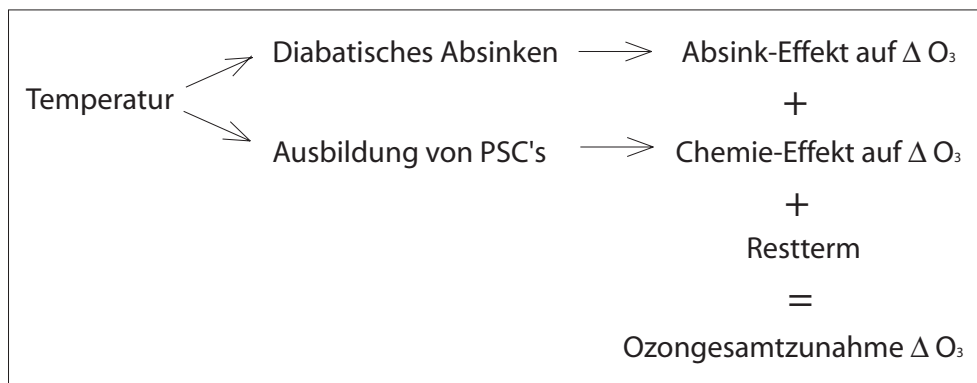 Diabatisches Absinken Absink-Effekt auf Δ O₃
Temperatur
+
Ausbildung von PSC's Chemie-Effekt auf Δ O₃
+
Restterm
=
Ozongesamtzunahme Δ O₃